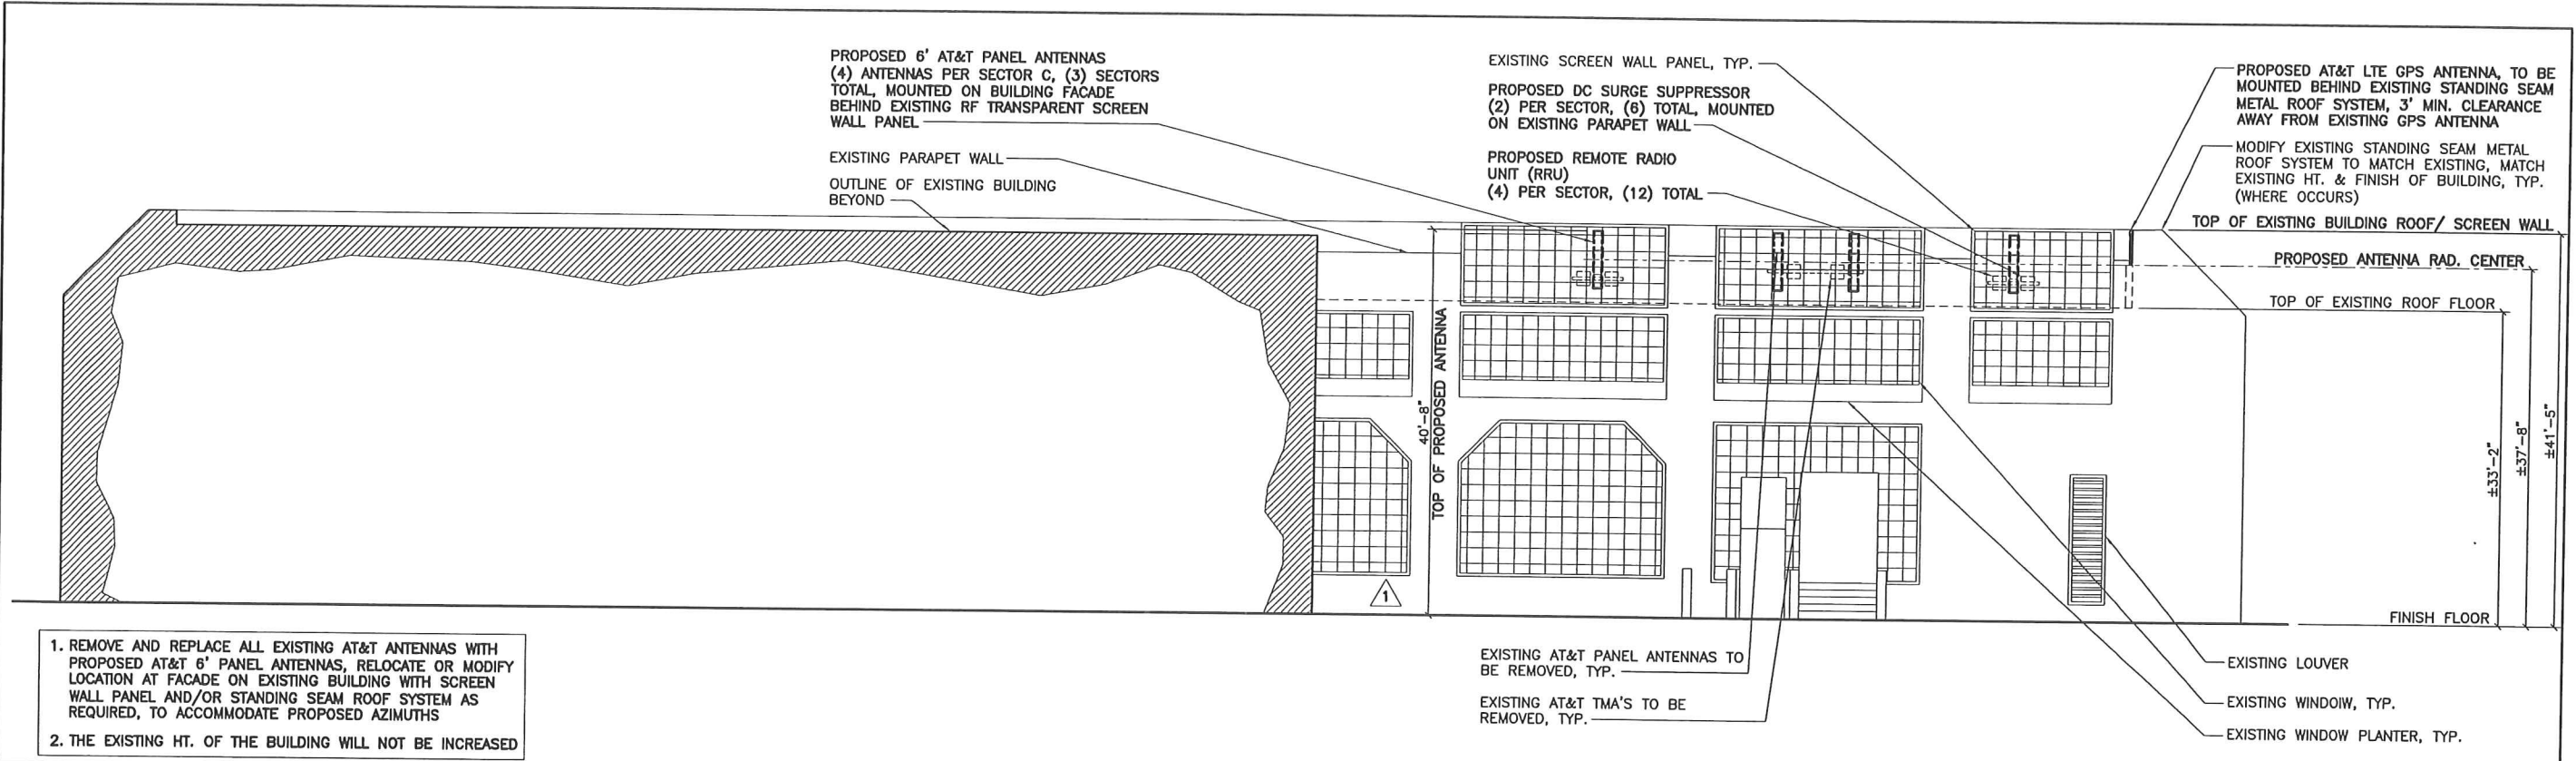 PROPOSED 6' AT&T PANEL ANTENNAS
(4) ANTENNAS PER SECTOR C, (3) SECTORS
TOTAL, MOUNTED ON BUILDING FACADE
BEHIND EXISTING RF TRANSPARENT SCREEN
WALL PANEL
EXISTING PARAPET WALL
OUTLINE OF EXISTING BUILDING
BEYOND
EXISTING SCREEN WALL PANEL, TYP.
PROPOSED DC SURGE SUPPRESSOR
(2) PER SECTOR, (6) TOTAL, MOUNTED
ON EXISTING PARAPET WALL
PROPOSED REMOTE RADIO
UNIT (RRU)
(4) PER SECTOR, (12) TOTAL
PROPOSED AT&T LTE GPS ANTENNA, TO BE
MOUNTED BEHIND EXISTING STANDING SEAM
METAL ROOF SYSTEM, 3' MIN. CLEARANCE
AWAY FROM EXISTING GPS ANTENNA
MODIFY EXISTING STANDING SEAM METAL
ROOF SYSTEM TO MATCH EXISTING, MATCH
EXISTING HT. & FINISH OF BUILDING, TYP.
(WHERE OCCURS)
TOP OF EXISTING BUILDING ROOF/ SCREEN WALL
PROPOSED ANTENNA RAD. CENTER
TOP OF EXISTING ROOF FLOOR
40'-8"
TOP OF PROPOSED ANTENNA
±33'-2"
±37'-8"
±41'-5"
1
FINISH FLOOR
EXISTING AT&T PANEL ANTENNAS TO
BE REMOVED, TYP.
EXISTING AT&T TMA'S TO BE
REMOVED, TYP.
EXISTING LOUVER
EXISTING WINDOIW, TYP.
EXISTING WINDOW PLANTER, TYP.
1. REMOVE AND REPLACE ALL EXISTING AT&T ANTENNAS WITH
PROPOSED AT&T 6' PANEL ANTENNAS, RELOCATE OR MODIFY
LOCATION AT FACADE ON EXISTING BUILDING WITH SCREEN
WALL PANEL AND/OR STANDING SEAM ROOF SYSTEM AS
REQUIRED, TO ACCOMMODATE PROPOSED AZIMUTHS
2. THE EXISTING HT. OF THE BUILDING WILL NOT BE INCREASED